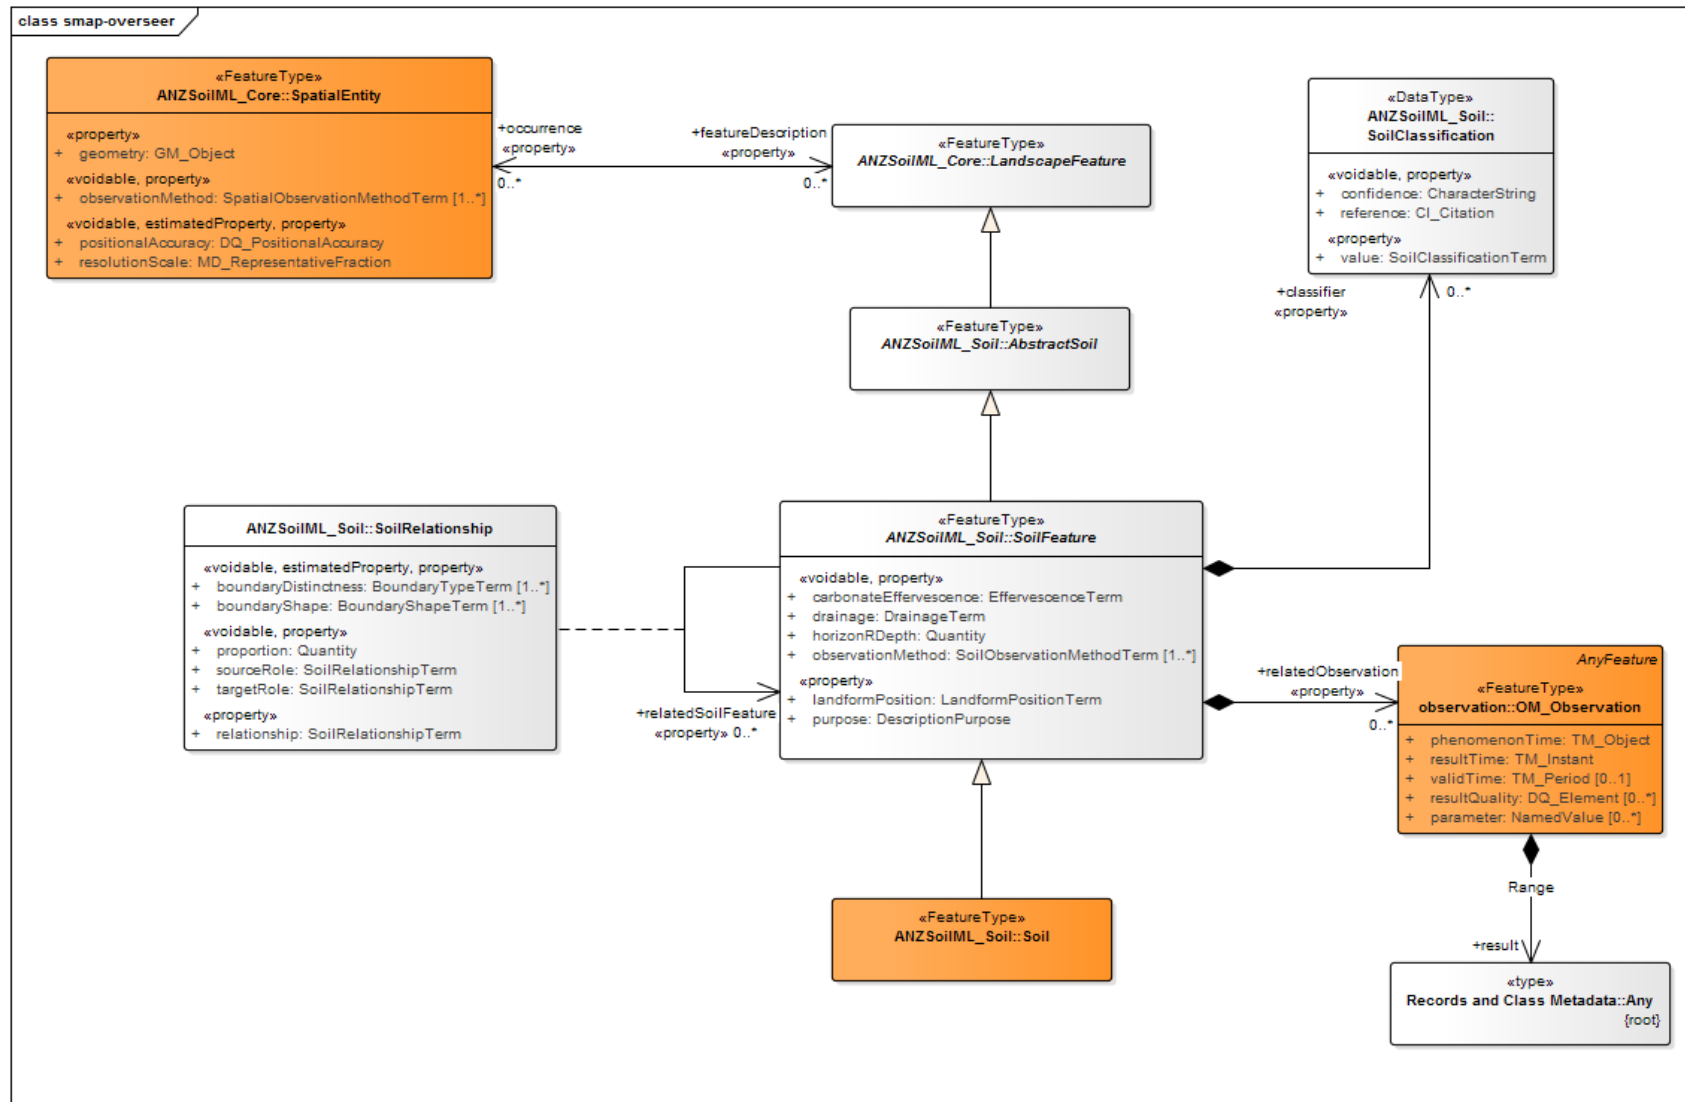 class smap-overseer
«FeatureType»
ANZSoilML_Core::SpatialEntity
«property»
+ geometry: GM_Object
«voidable, property»
+ observationMethod: SpatialObservationMethodTerm [1..*]
«voidable, estimatedProperty, property»
+ positionalAccuracy: DQ_PositionalAccuracy
+ resolutionScale: MD_RepresentativeFraction
+occurrence
«property»
0..*
+featureDescription
«property»
0..*
«FeatureType»
ANZSoilML_Core::LandscapeFeature
«DataType»
ANZSoilML_Soil::
SoilClassification
«voidable, property»
+ confidence: CharacterString
+ reference: CI_Citation
«property»
+ value: SoilClassificationTerm
+classifier
«property»
0..*
«FeatureType»
ANZSoilML_Soil::AbstractSoil
ANZSoilML_Soil::SoilRelationship
«voidable, estimatedProperty, property»
+ boundaryDistinctness: BoundaryTypeTerm [1..*]
+ boundaryShape: BoundaryShapeTerm [1..*]
«voidable, property»
+ proportion: Quantity
+ sourceRole: SoilRelationshipTerm
+ targetRole: SoilRelationshipTerm
«property»
+ relationship: SoilRelationshipTerm
«FeatureType»
ANZSoilML_Soil::SoilFeature
«voidable, property»
+ carbonateEffervescence: EffervescenceTerm
+ drainage: DrainageTerm
+ horizonRDepth: Quantity
+ observationMethod: SoilObservationMethodTerm [1..*]
«property»
+ landformPosition: LandformPositionTerm
+ purpose: DescriptionPurpose
+relatedSoilFeature
«property» 0..*
+relatedObservation
«property»
0..*
AnyFeature
«FeatureType»
observation::OM_Observation
+ phenomenonTime: TM_Object
+ resultTime: TM_Instant
+ validTime: TM_Period [0..1]
+ resultQuality: DQ_Element [0..*]
+ parameter: NamedValue [0..*]
Range
+result
«FeatureType»
ANZSoilML_Soil::Soil
«type»
Records and Class Metadata::Any
{root}